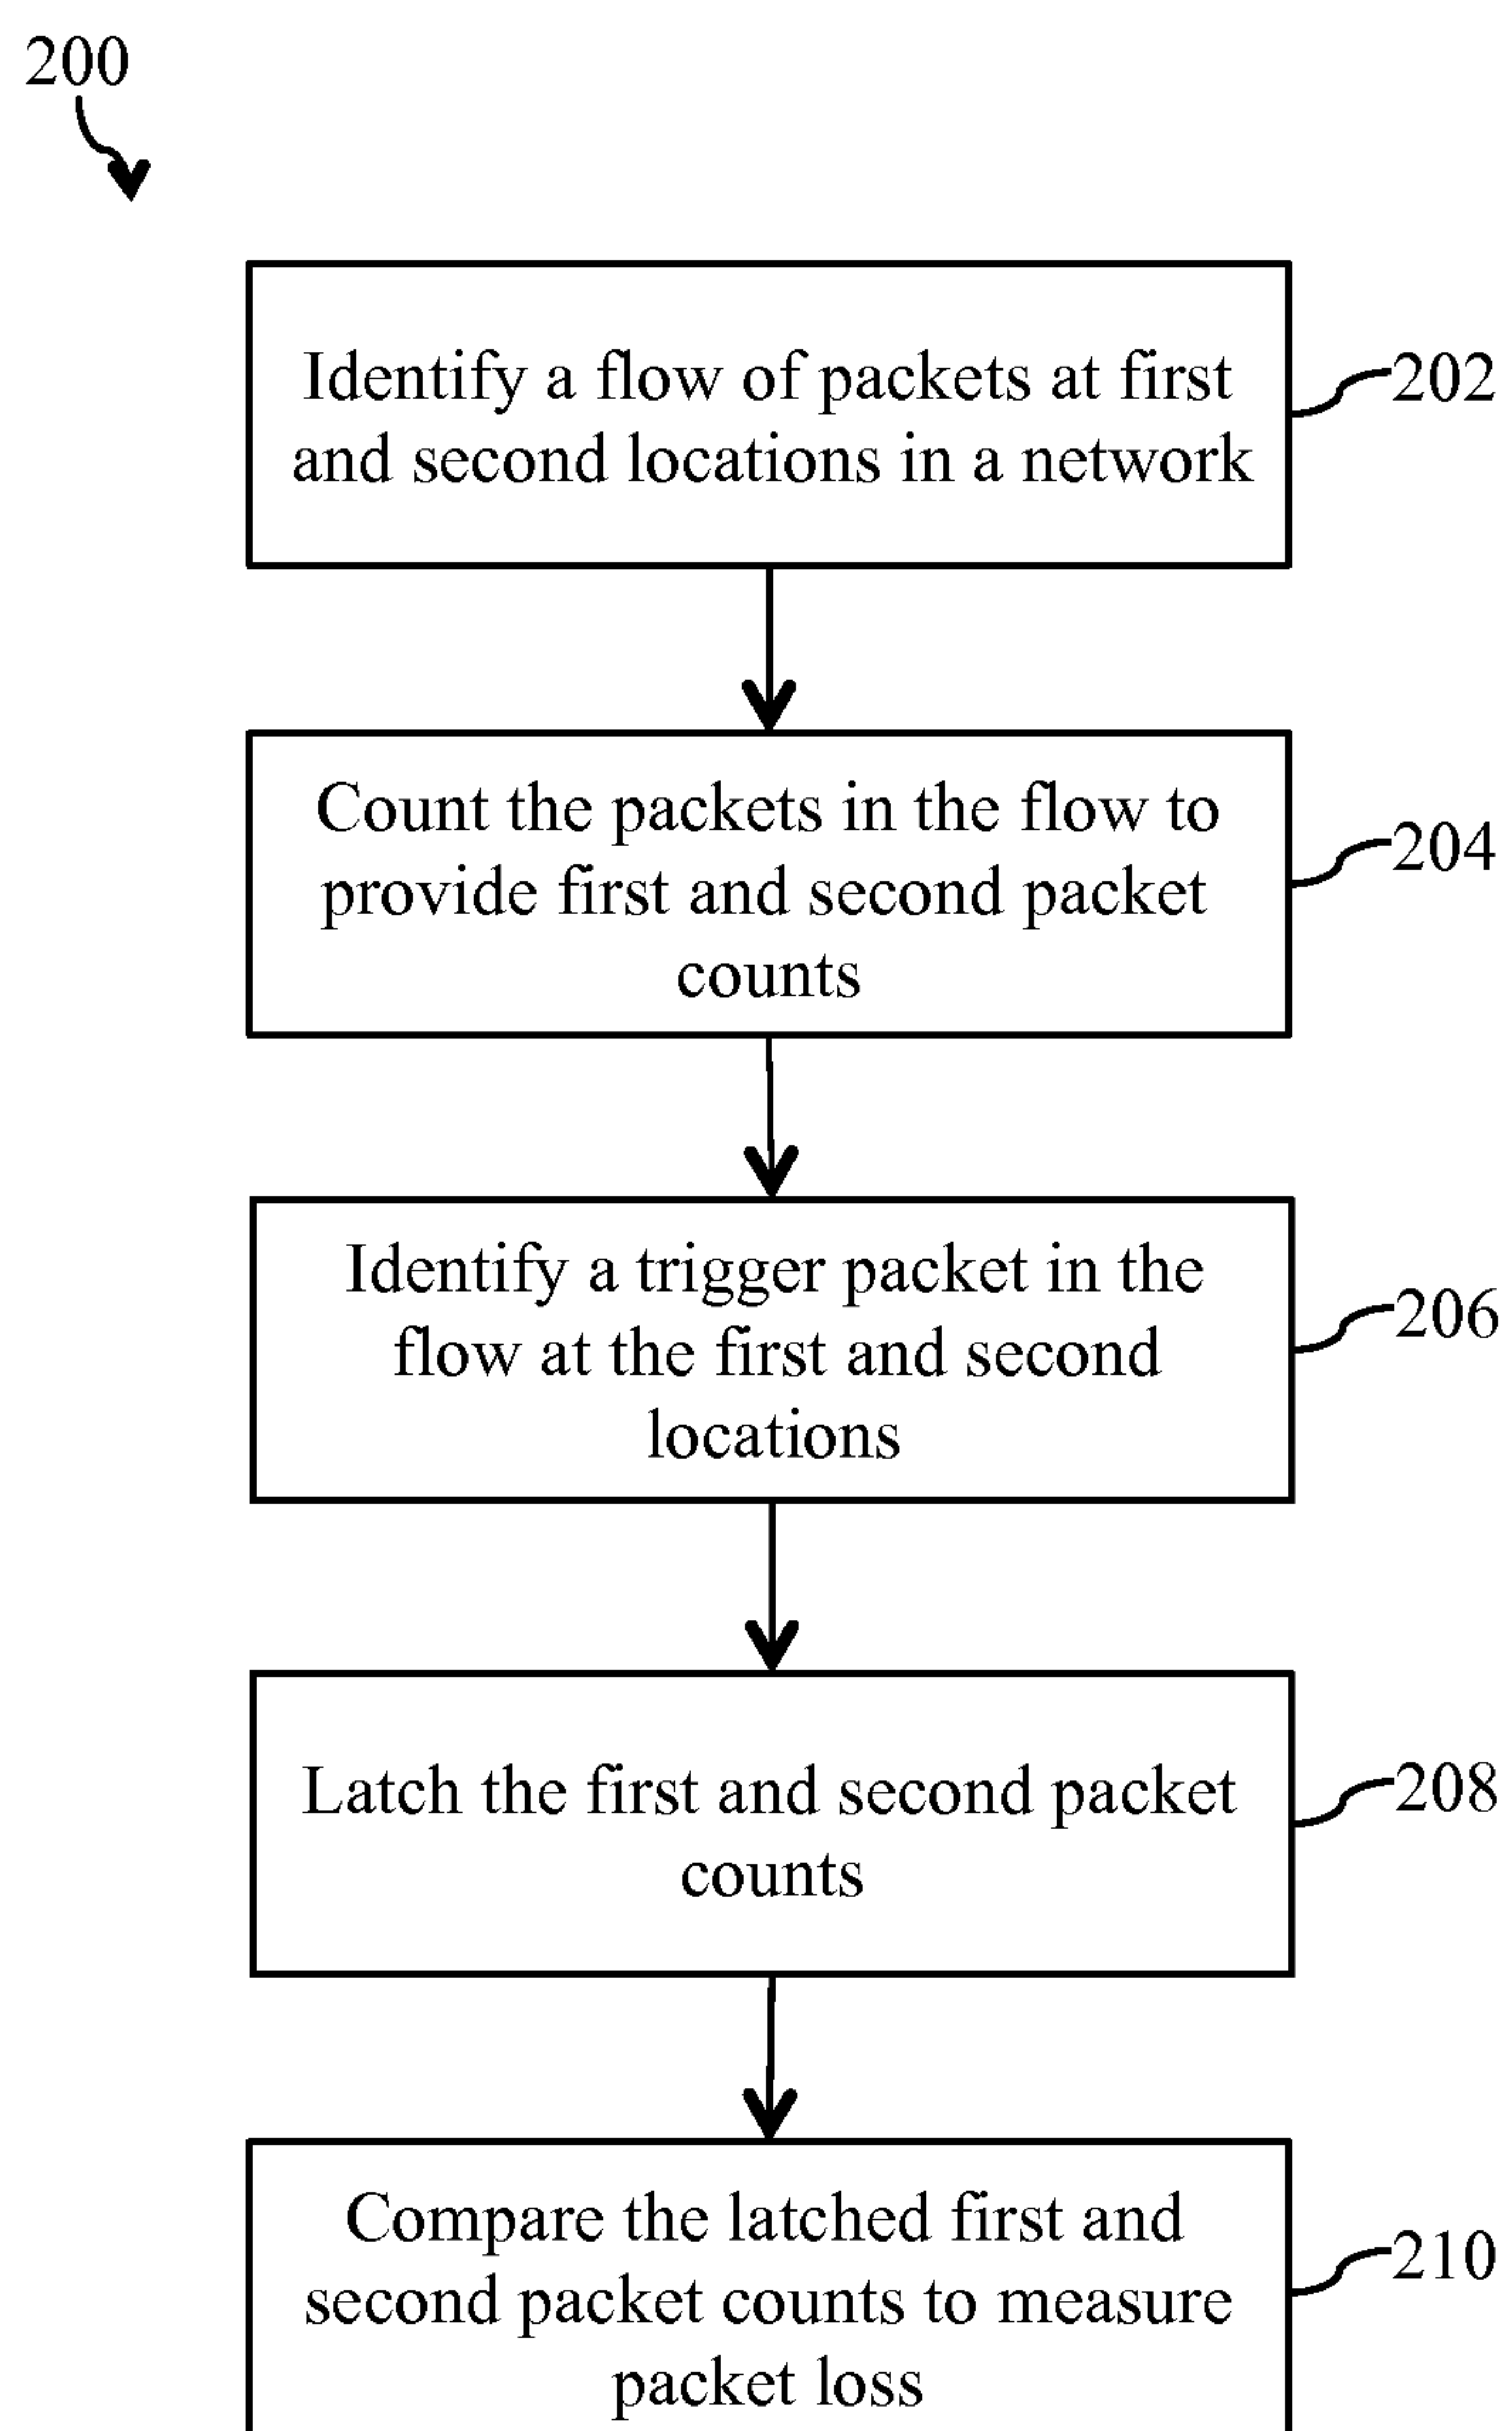 200
Identify a flow of packets at first
and second locations in a network
202
Count the packets in the flow to
provide first and second packet
counts
204
Identify a trigger packet in the
flow at the first and second
locations
206
Latch the first and second packet
counts
208
Compare the latched first and
second packet counts to measure
packet loss
210